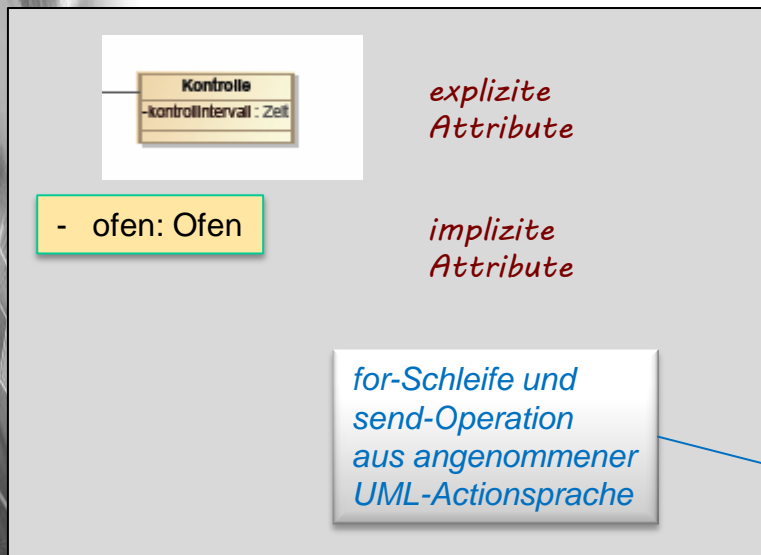 Kontrolle
-kontrollIntervall : Zeit
explizite
Attribute
- ofen: Ofen
implizite
Attribute
for-Schleife und
send-Operation
aus angenommener
UML-Actionsprache